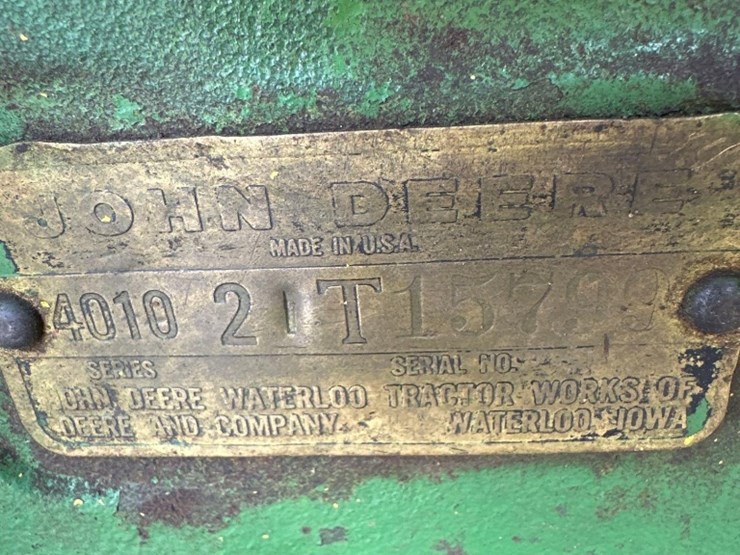 JOHN DEERE
MADE IN U.S.A.
4010 21T
SERIES SERIAL NO.
JOHN DEERE WATERLOO TRACTOR WORKS OF
DEERE AND COMPANY. WATERLOO IOWA